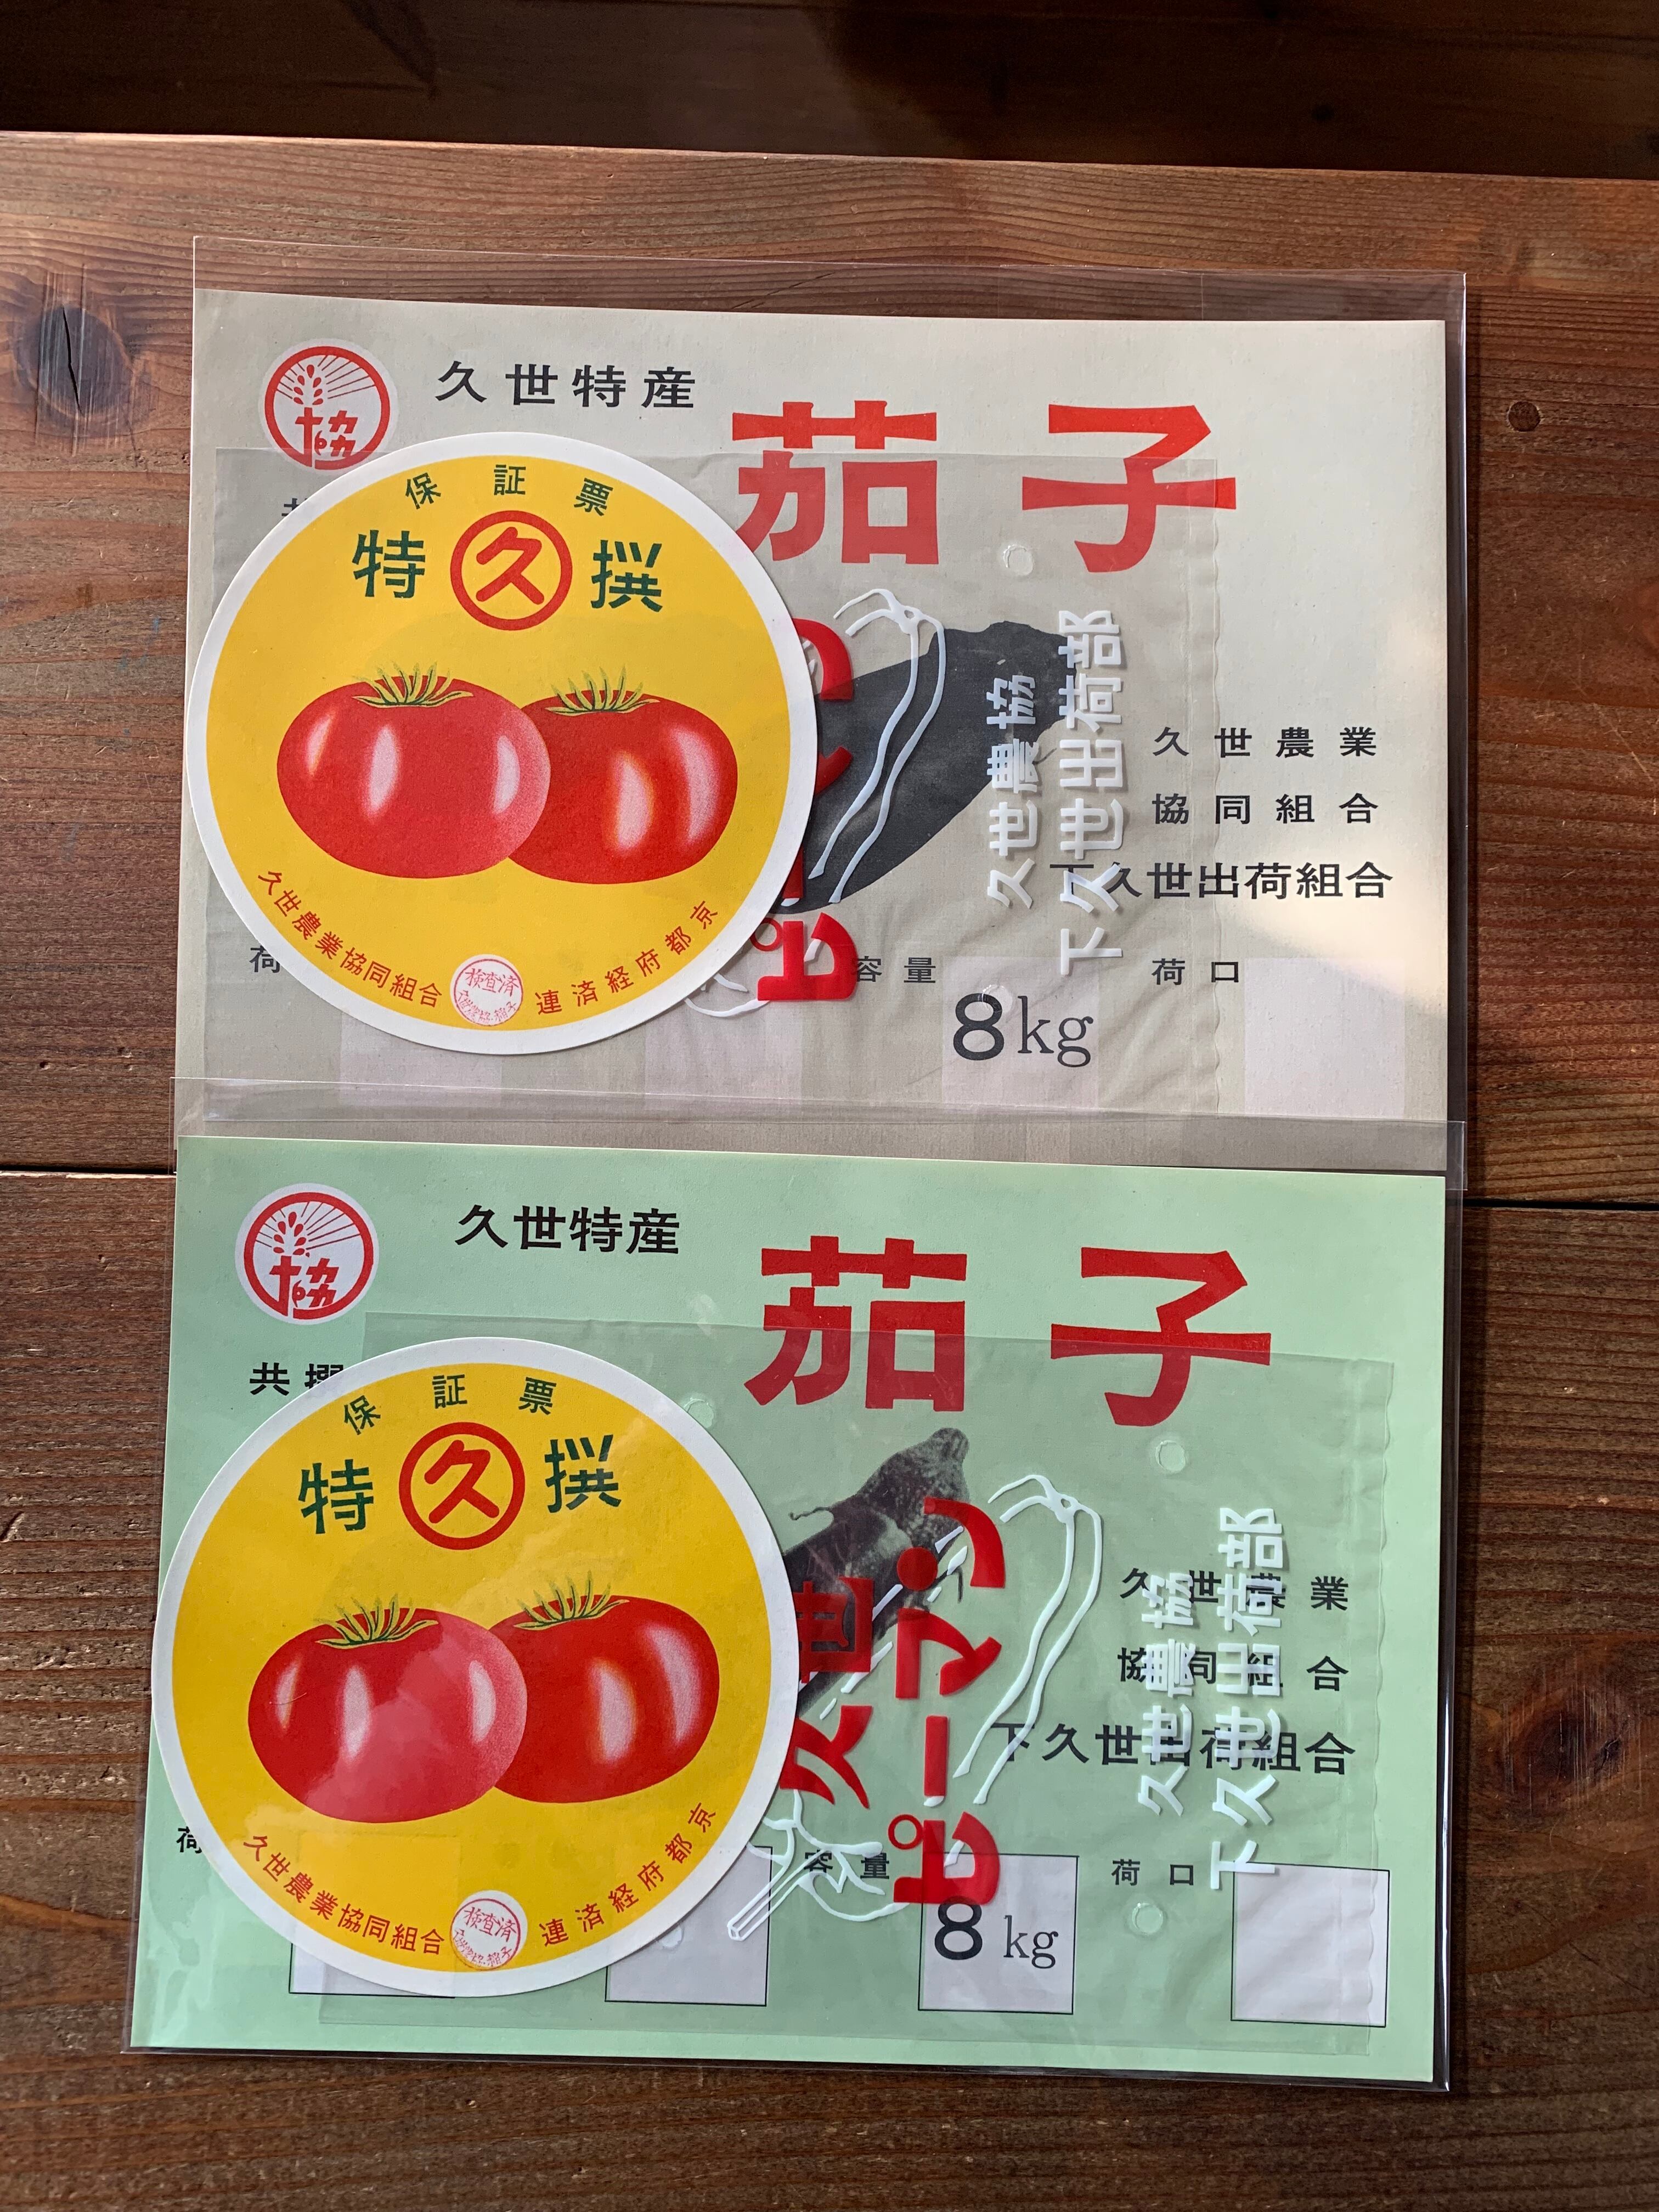 協
久世特産
茄子
保証票
特久撰
久世農業協同組合
京都府経済連
検査済
久世農協
下久世出荷部
久世農業
協同組合
下久世出荷組合
容量
荷口
8kg
協
久世特産
茄子
共撰
保証票
特久撰
久世農業協同組合
京都府経済連
検査済
久世
ピーマン
久世農協
下久世出荷部
久世農業
協同組合
下久世出荷組合
荷
容量
荷口
8kg